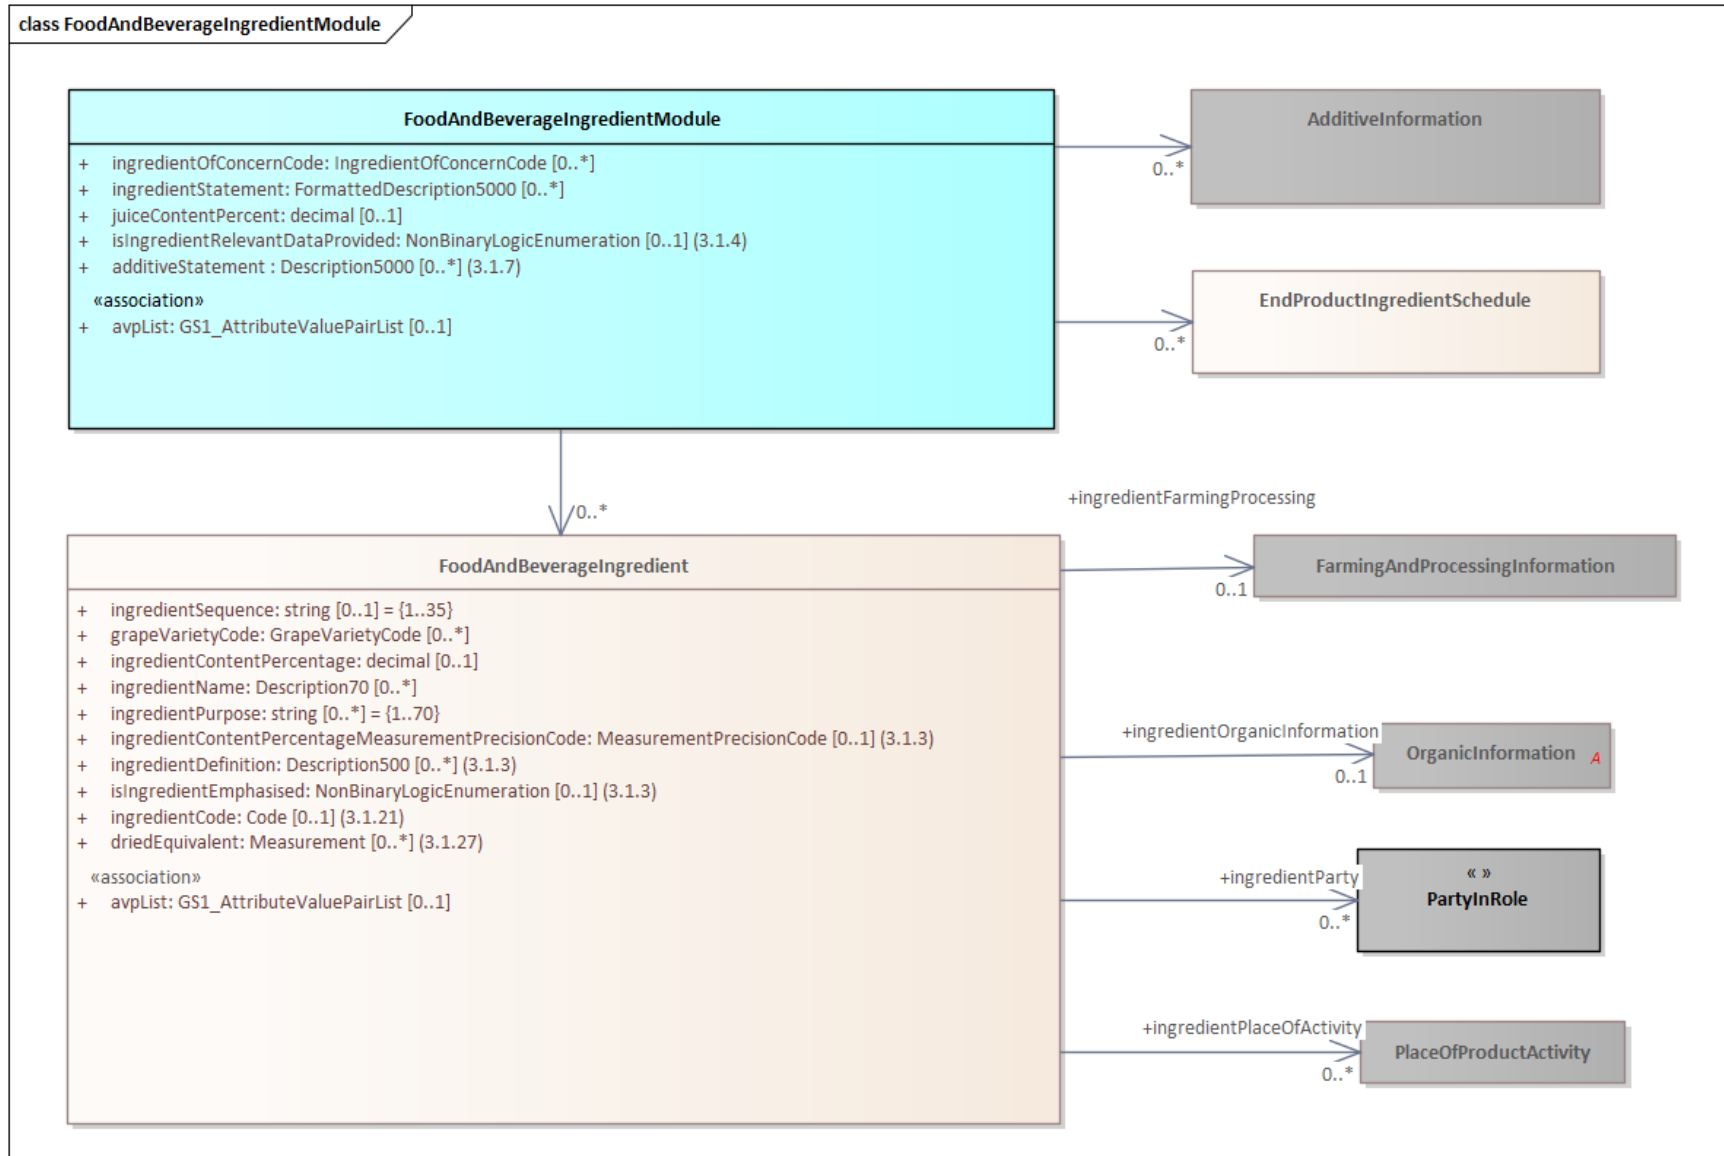 class FoodAndBeverageIngredientModule
FoodAndBeverageIngredientModule
+ ingredientOfConcernCode: IngredientOfConcernCode [0..*]
+ ingredientStatement: FormattedDescription5000 [0..*]
+ juiceContentPercent: decimal [0..1]
+ isIngredientRelevantDataProvided: NonBinaryLogicEnumeration [0..1] (3.1.4)
+ additiveStatement : Description5000 [0..*] (3.1.7)
«association»
+ avpList: GS1_AttributeValuePairList [0..1]
AdditiveInformation
0..*
EndProductIngredientSchedule
0..*
0..*
FoodAndBeverageIngredient
+ ingredientSequence: string [0..1] = {1..35}
+ grapeVarietyCode: GrapeVarietyCode [0..*]
+ ingredientContentPercentage: decimal [0..1]
+ ingredientName: Description70 [0..*]
+ ingredientPurpose: string [0..*] = {1..70}
+ ingredientContentPercentageMeasurementPrecisionCode: MeasurementPrecisionCode [0..1] (3.1.3)
+ ingredientDefinition: Description500 [0..*] (3.1.3)
+ isIngredientEmphasised: NonBinaryLogicEnumeration [0..1] (3.1.3)
+ ingredientCode: Code [0..1] (3.1.21)
+ driedEquivalent: Measurement [0..*] (3.1.27)
«association»
+ avpList: GS1_AttributeValuePairList [0..1]
+ingredientFarmingProcessing
FarmingAndProcessingInformation
0..1
+ingredientOrganicInformation
OrganicInformation A
0..1
+ingredientParty
« »
PartyInRole
0..*
+ingredientPlaceOfActivity
PlaceOfProductActivity
0..*